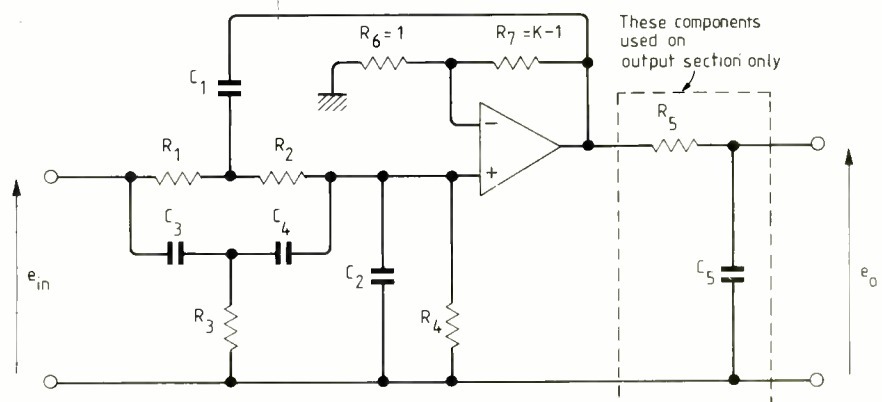 These components
used on
output section only
R6=1
R7=K-1
C1
R5
R1
R2
C3
C4
ein
C2
C5
eo
R3
R4
−
+